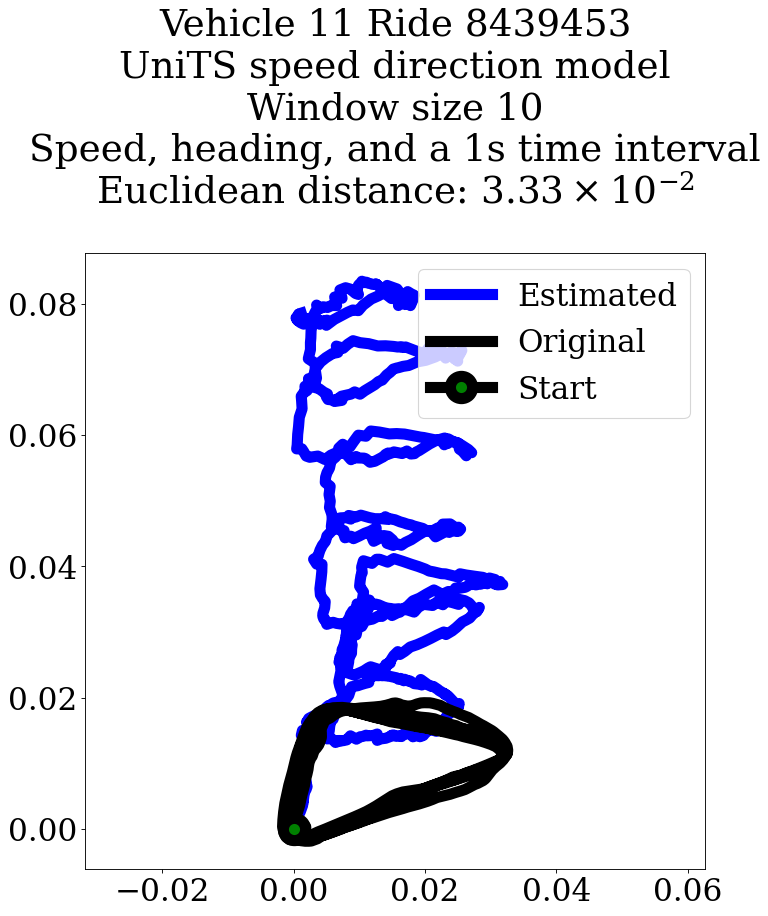 Vehicle 11 Ride 8439453
UniTS speed direction model
Window size 10
Speed, heading, and a 1s time interval
Euclidean distance: 3.33 × 10⁻²
Estimated
Original
Start
0.08
0.06
0.04
0.02
0.00
−0.02 0.00 0.02 0.04 0.06